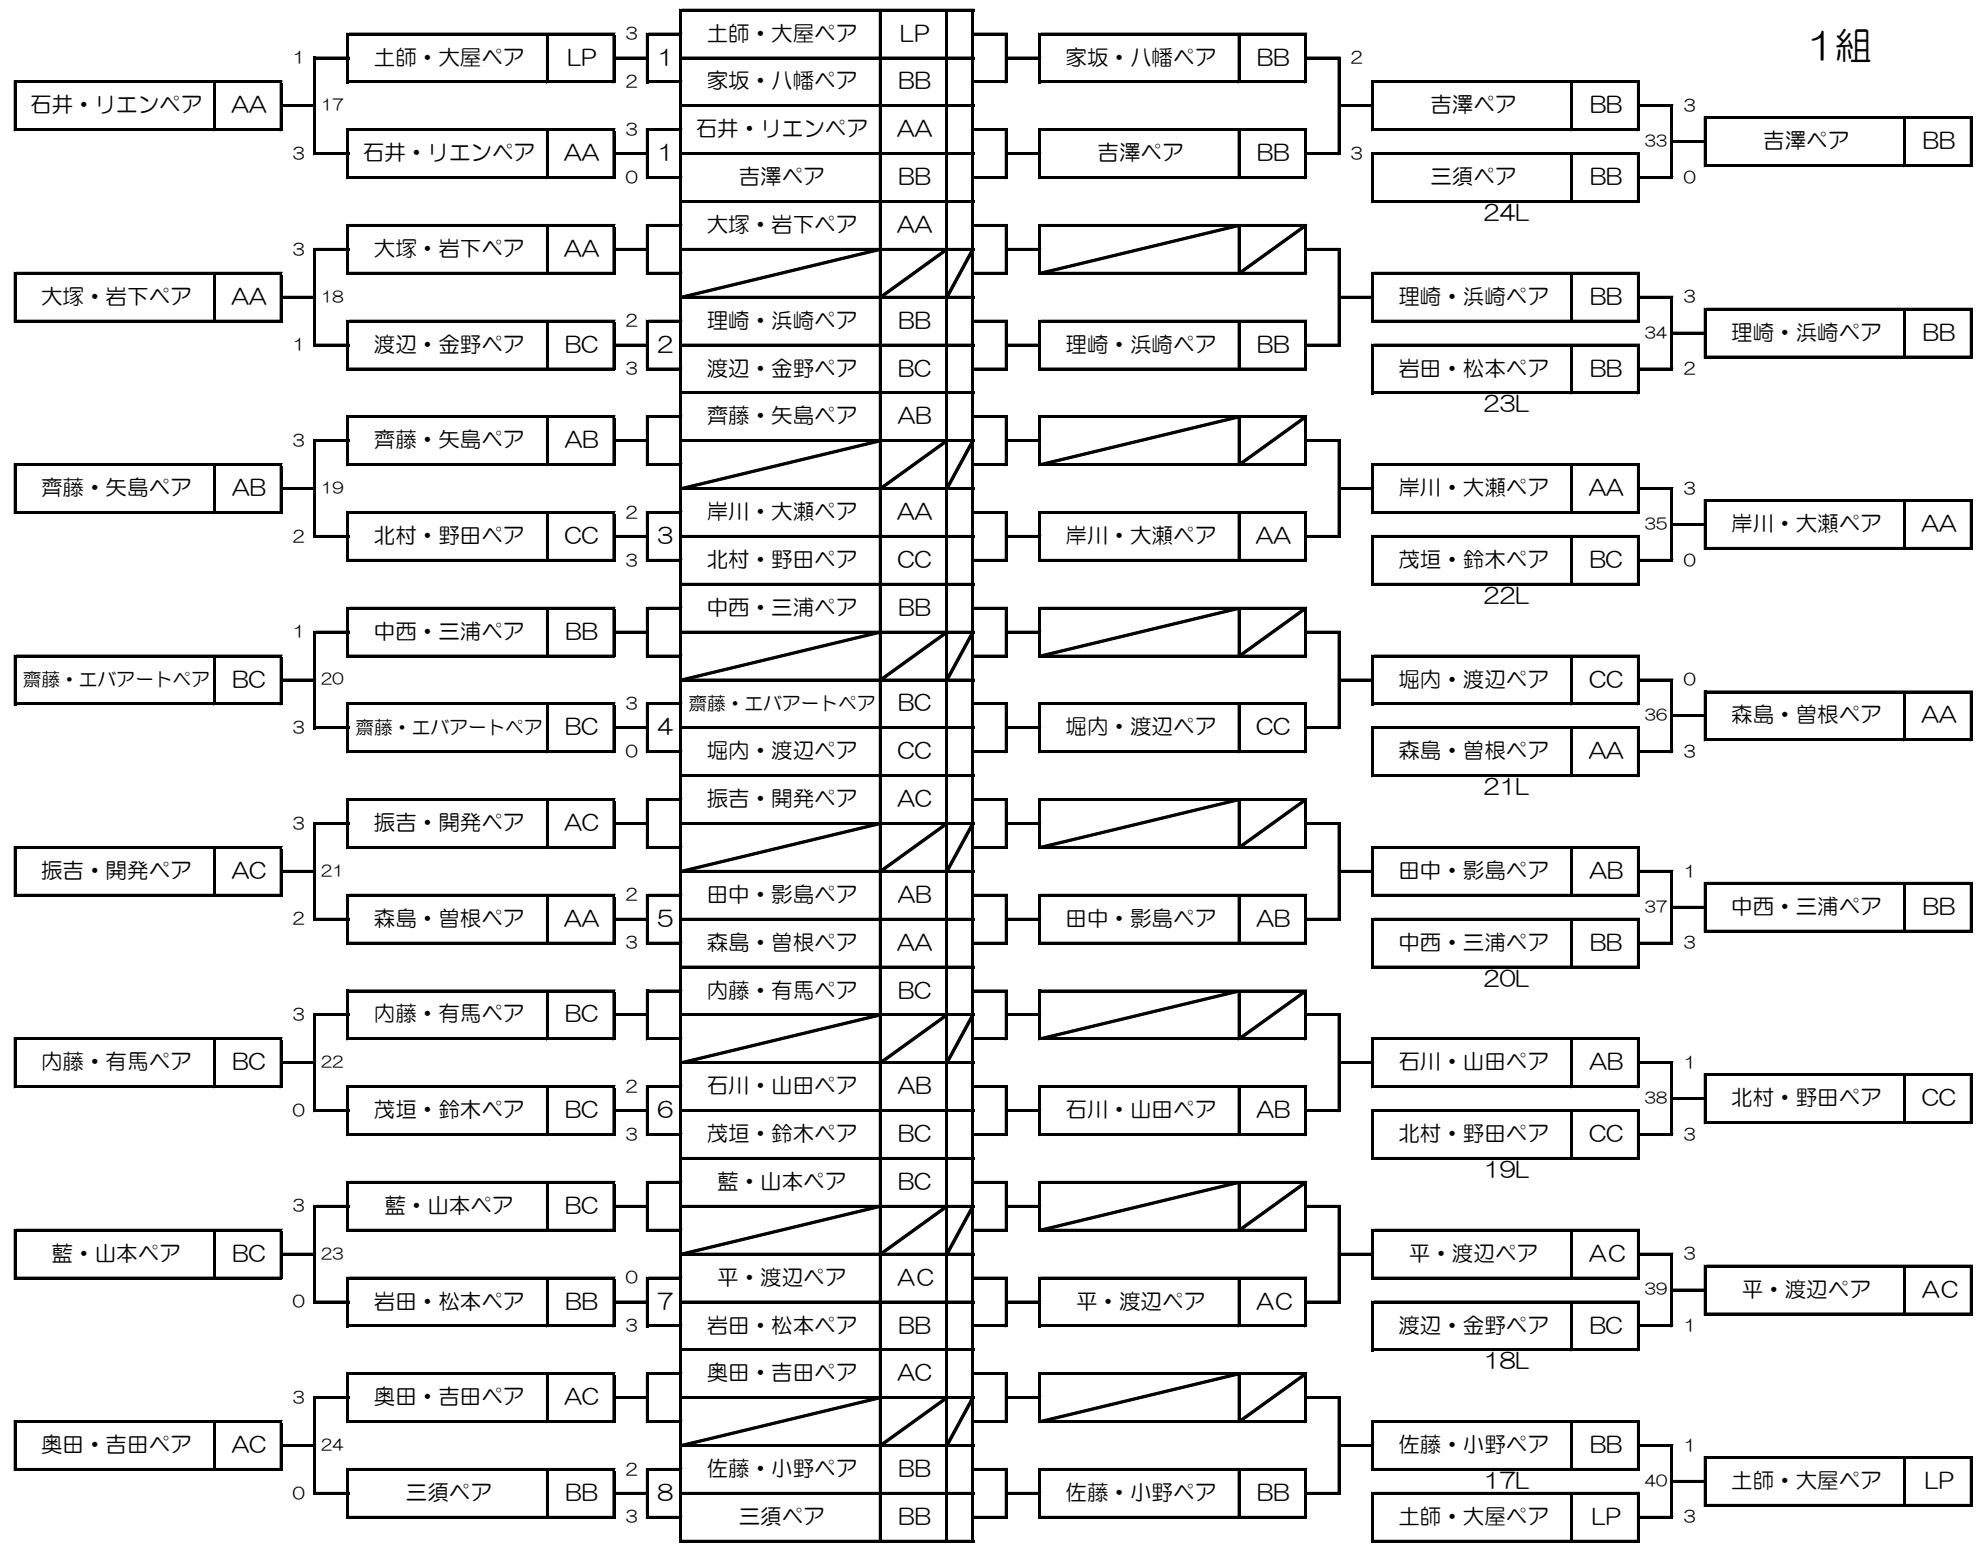 1組
土師・大屋ペア LP
3 土師・大屋ペア LP 1 家坂・八幡ペア BB 2
1 2 家坂・八幡ペア BB
石井・リエンペア AA 17 吉澤ペア BB 3
3 石井・リエンペア AA 33 吉澤ペア BB
3 石井・リエンペア AA 1 吉澤ペア BB 3
0 吉澤ペア BB 三須ペア BB 0
24L
大塚・岩下ペア AA
3 大塚・岩下ペア AA
大塚・岩下ペア AA 18 理崎・浜崎ペア BB 3
2 理崎・浜崎ペア BB 34 理崎・浜崎ペア BB
1 渡辺・金野ペア BC 2 理崎・浜崎ペア BB
3 渡辺・金野ペア BC 岩田・松本ペア BB 2
23L
齊藤・矢島ペア AB
3 齊藤・矢島ペア AB
齊藤・矢島ペア AB 19 岸川・大瀬ペア AA 3
2 岸川・大瀬ペア AA 35 岸川・大瀬ペア AA
2 北村・野田ペア CC 3 岸川・大瀬ペア AA
3 北村・野田ペア CC 茂垣・鈴木ペア BC 0
22L
中西・三浦ペア BB
1 中西・三浦ペア BB
齋藤・エバアートペア BC 20 堀内・渡辺ペア CC 0
3 齋藤・エバアートペア BC 36 森島・曽根ペア AA
3 齋藤・エバアートペア BC 4 堀内・渡辺ペア CC
0 堀内・渡辺ペア CC 森島・曽根ペア AA 3
21L
振吉・開発ペア AC
3 振吉・開発ペア AC
振吉・開発ペア AC 21 田中・影島ペア AB 1
2 田中・影島ペア AB 37 中西・三浦ペア BB
2 森島・曽根ペア AA 5 田中・影島ペア AB
3 森島・曽根ペア AA 中西・三浦ペア BB 3
20L
内藤・有馬ペア BC
3 内藤・有馬ペア BC
内藤・有馬ペア BC 22 石川・山田ペア AB 1
2 石川・山田ペア AB 38 北村・野田ペア CC
0 茂垣・鈴木ペア BC 6 石川・山田ペア AB
3 茂垣・鈴木ペア BC 北村・野田ペア CC 3
19L
藍・山本ペア BC
3 藍・山本ペア BC
藍・山本ペア BC 23 平・渡辺ペア AC 3
0 平・渡辺ペア AC 39 平・渡辺ペア AC
0 岩田・松本ペア BB 7 平・渡辺ペア AC
3 岩田・松本ペア BB 渡辺・金野ペア BC 1
18L
奥田・吉田ペア AC
3 奥田・吉田ペア AC
奥田・吉田ペア AC 24 佐藤・小野ペア BB 1
2 佐藤・小野ペア BB 17L 40 土師・大屋ペア LP
0 三須ペア BB 8 佐藤・小野ペア BB
3 三須ペア BB 土師・大屋ペア LP 3